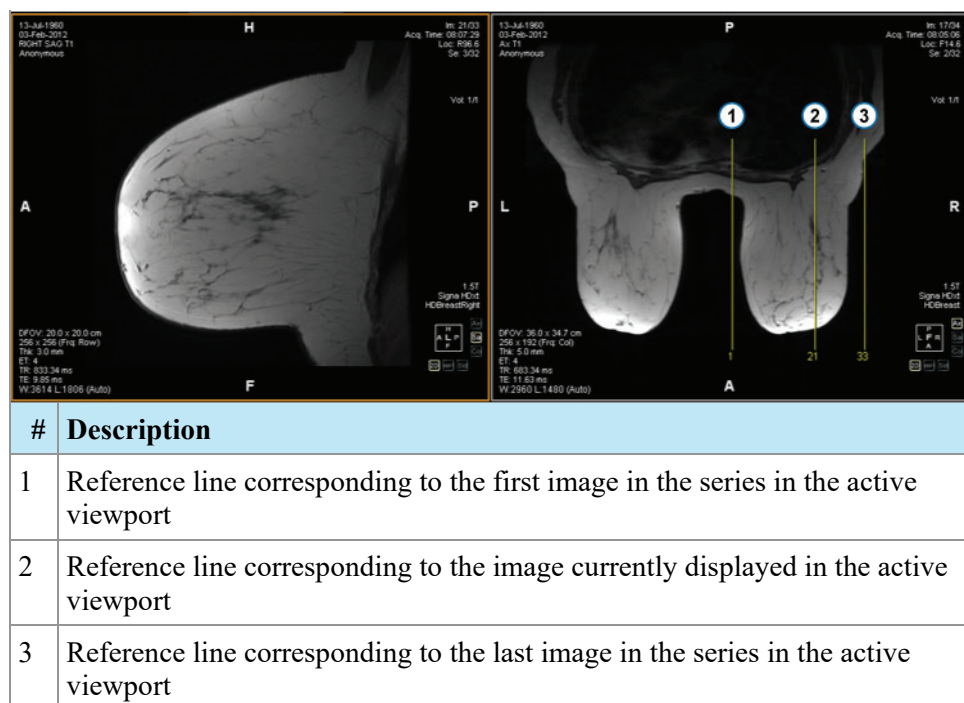 13-Jul-1960
03-Feb-2012
RIGHT SAG T1
Anonymous
H
Im: 21/33
Acq. Time: 08:07:29
Loc: R96.6
Se: 3/32
Vol: 1/1
A
P
1.5T
Signa HDxt
HDBreastRight
H
A L P
F
DFOV: 20.0 x 20.0 cm
256 x 256 (Frq: Row)
Thk: 3.0 mm
ET: 4
TR: 833.34 ms
TE: 9.85 ms
W:3614 L:1806 (Auto)
F
13-Jul-1960
03-Feb-2012
Ax T1
Anonymous
P
Im: 17/34
Acq. Time: 08:05:06
Loc: F14.6
Se: 2/32
Vol: 1/1
1 2 3
L
R
1.5T
Signa HDxt
HDBreastRight
P
L F R
A
DFOV: 36.0 x 34.7 cm
256 x 192 (Frq: Col)
Thk: 5.0 mm
ET: 4
TR: 683.34 ms
TE: 11.63 ms
W:2960 L:1480 (Auto)
1 21 33
A
# Description
1 Reference line corresponding to the first image in the series in the active
viewport
2 Reference line corresponding to the image currently displayed in the active
viewport
3 Reference line corresponding to the last image in the series in the active
viewport